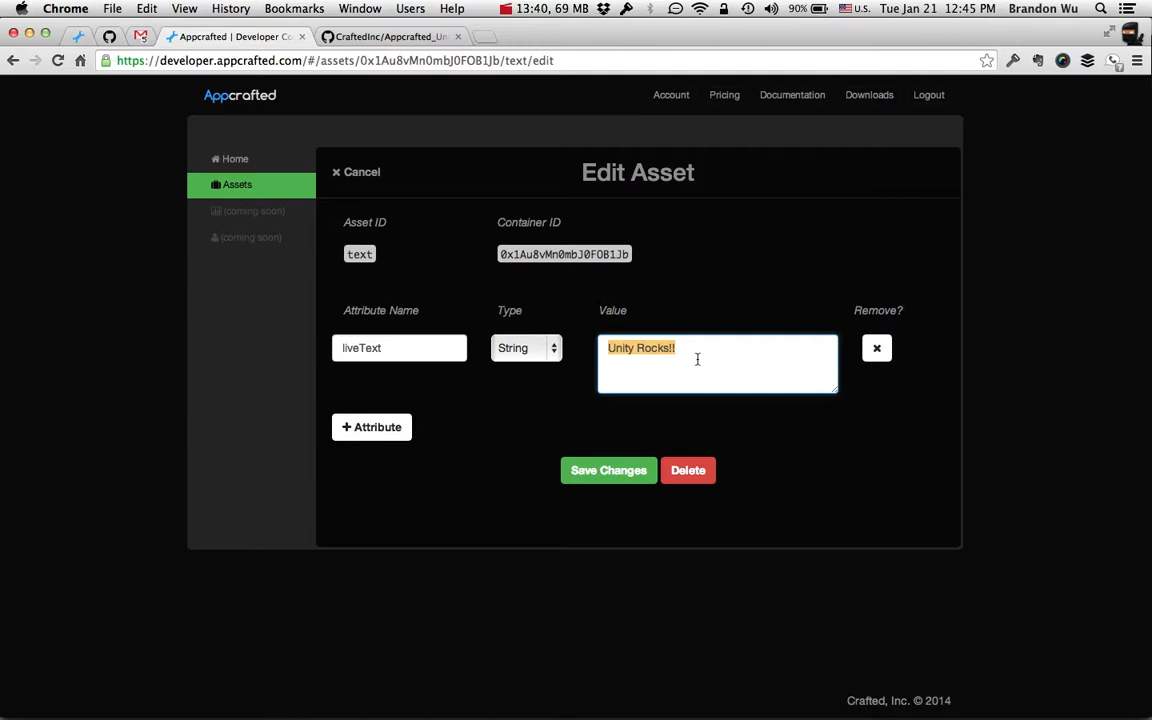 Chrome File Edit View History Bookmarks Window Users Help 13:40, 69 MB 90% U.S. Tue Jan 21 12:45 PM Brandon Wu
Appcrafted | Developer Co CraftedInc/Appcrafted_Un
https://developer.appcrafted.com/#/assets/0x1Au8vMn0mbJ0FOB1Jb/text/edit
Appcrafted Account Pricing Documentation Downloads Logout
Home
Assets
(coming soon)
(coming soon)
Cancel Edit Asset
Asset ID Container ID
text 0x1Au8vMn0mbJ0FOB1Jb
Attribute Name Type Value Remove?
liveText String Unity Rocks!!
+ Attribute
Save Changes Delete
Crafted, Inc. © 2014